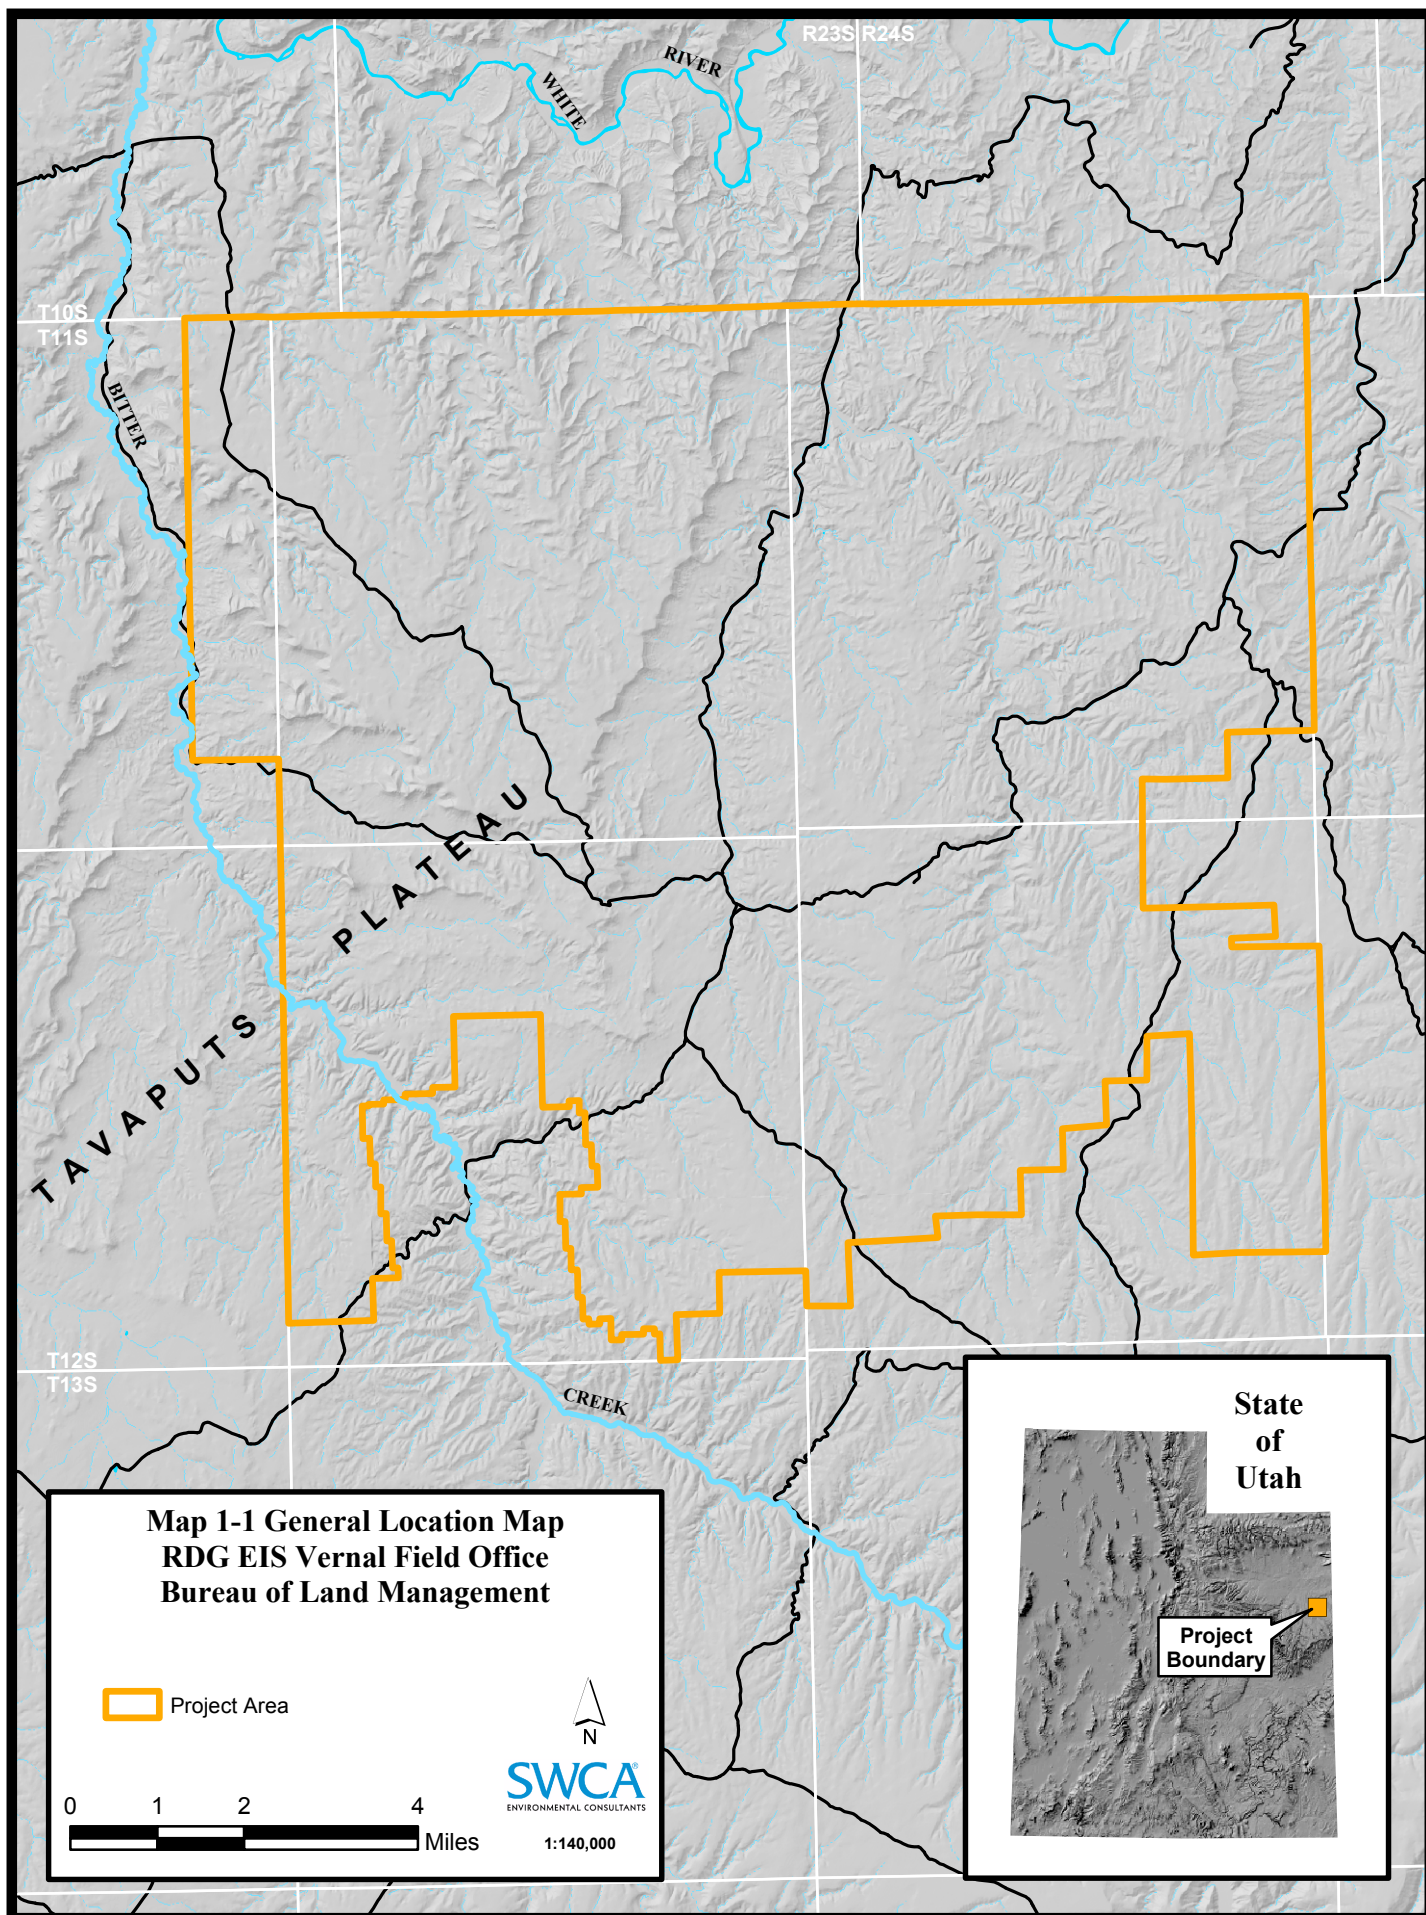 R23S R24S
RIVER
WHITE
T10S
T11S
BITTER
TAVAPUTS PLATEAU
T12S
T13S
CREEK
State
of
Utah
Project
Boundary
Map 1-1 General Location Map
RDG EIS Vernal Field Office
Bureau of Land Management
Project Area
N
SWCA®
ENVIRONMENTAL CONSULTANTS
0 1 2 4
Miles
1:140,000